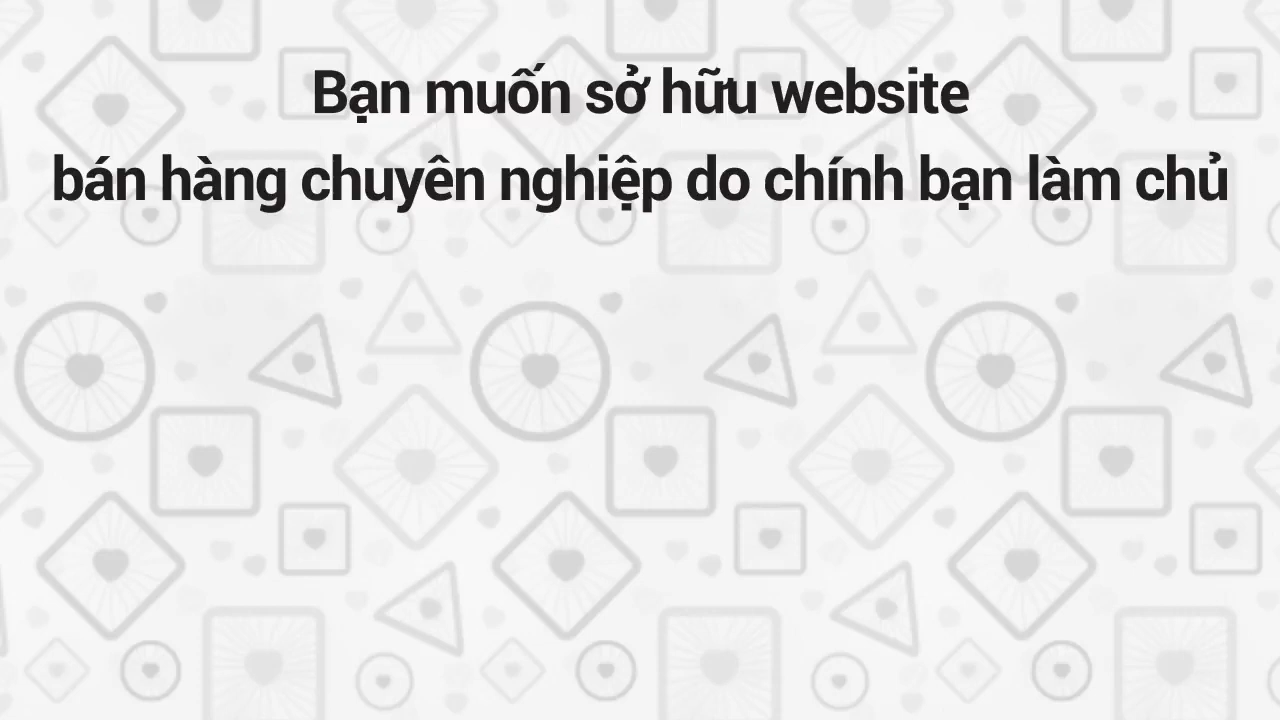 Bạn muốn sở hữu website
bán hàng chuyên nghiệp do chính bạn làm chủ